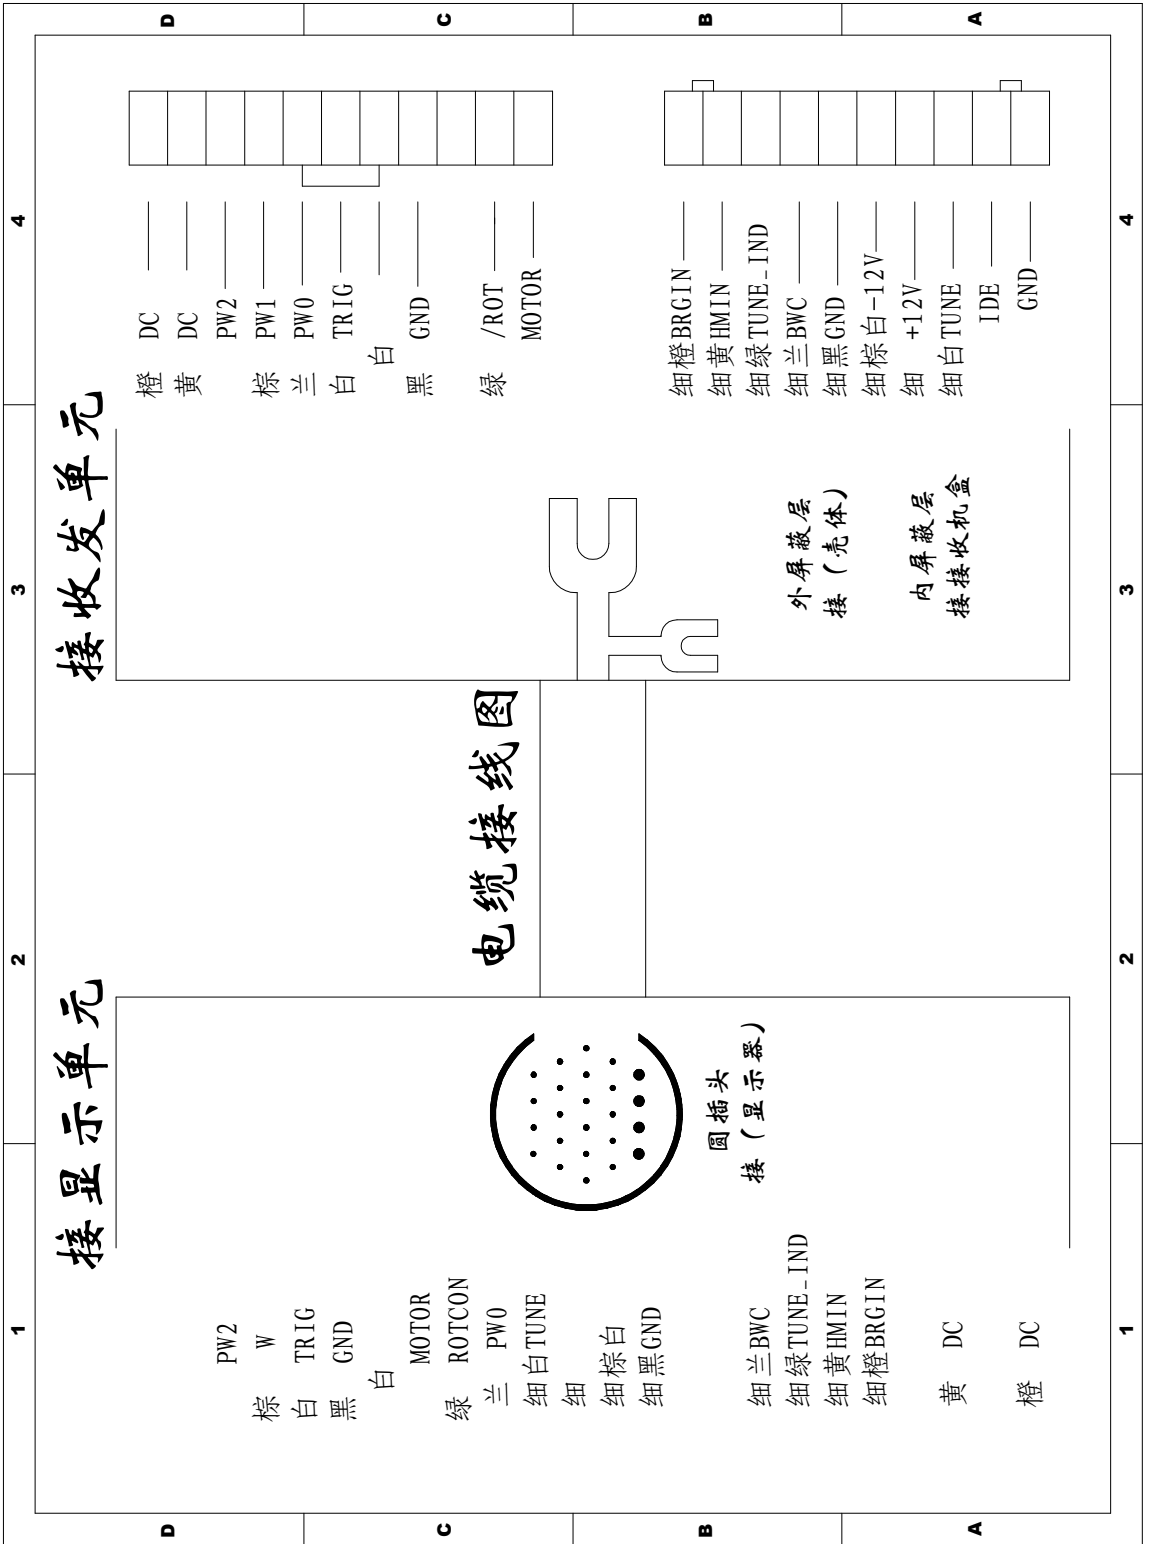 接显示单元
接收发单元
电缆接线图
PW2
棕 W
白 TRIG
黑 GND
白
MOTOR
绿 ROTCON
兰 PW0
细白TUNE
细
细棕白
细黑GND
细兰BWC
细绿TUNE_IND
细黄HMIN
细橙BRGIN
黄 DC
橙 DC
圆插头
接（显示器）
外屏蔽层
接（壳体）
内屏蔽层
接接收机盒
橙 DC
黄 DC
PW2
棕 PW1
兰 PW0
白 TRIG
白
黑 GND
绿 /ROT
MOTOR
细橙BRGIN
细黄HMIN
细绿TUNE_IND
细兰BWC
细黑GND
细棕白-12V
细 +12V
细白TUNE
IDE
GND
1 2 3 4
1 2 3 4
D C B A
D C B A